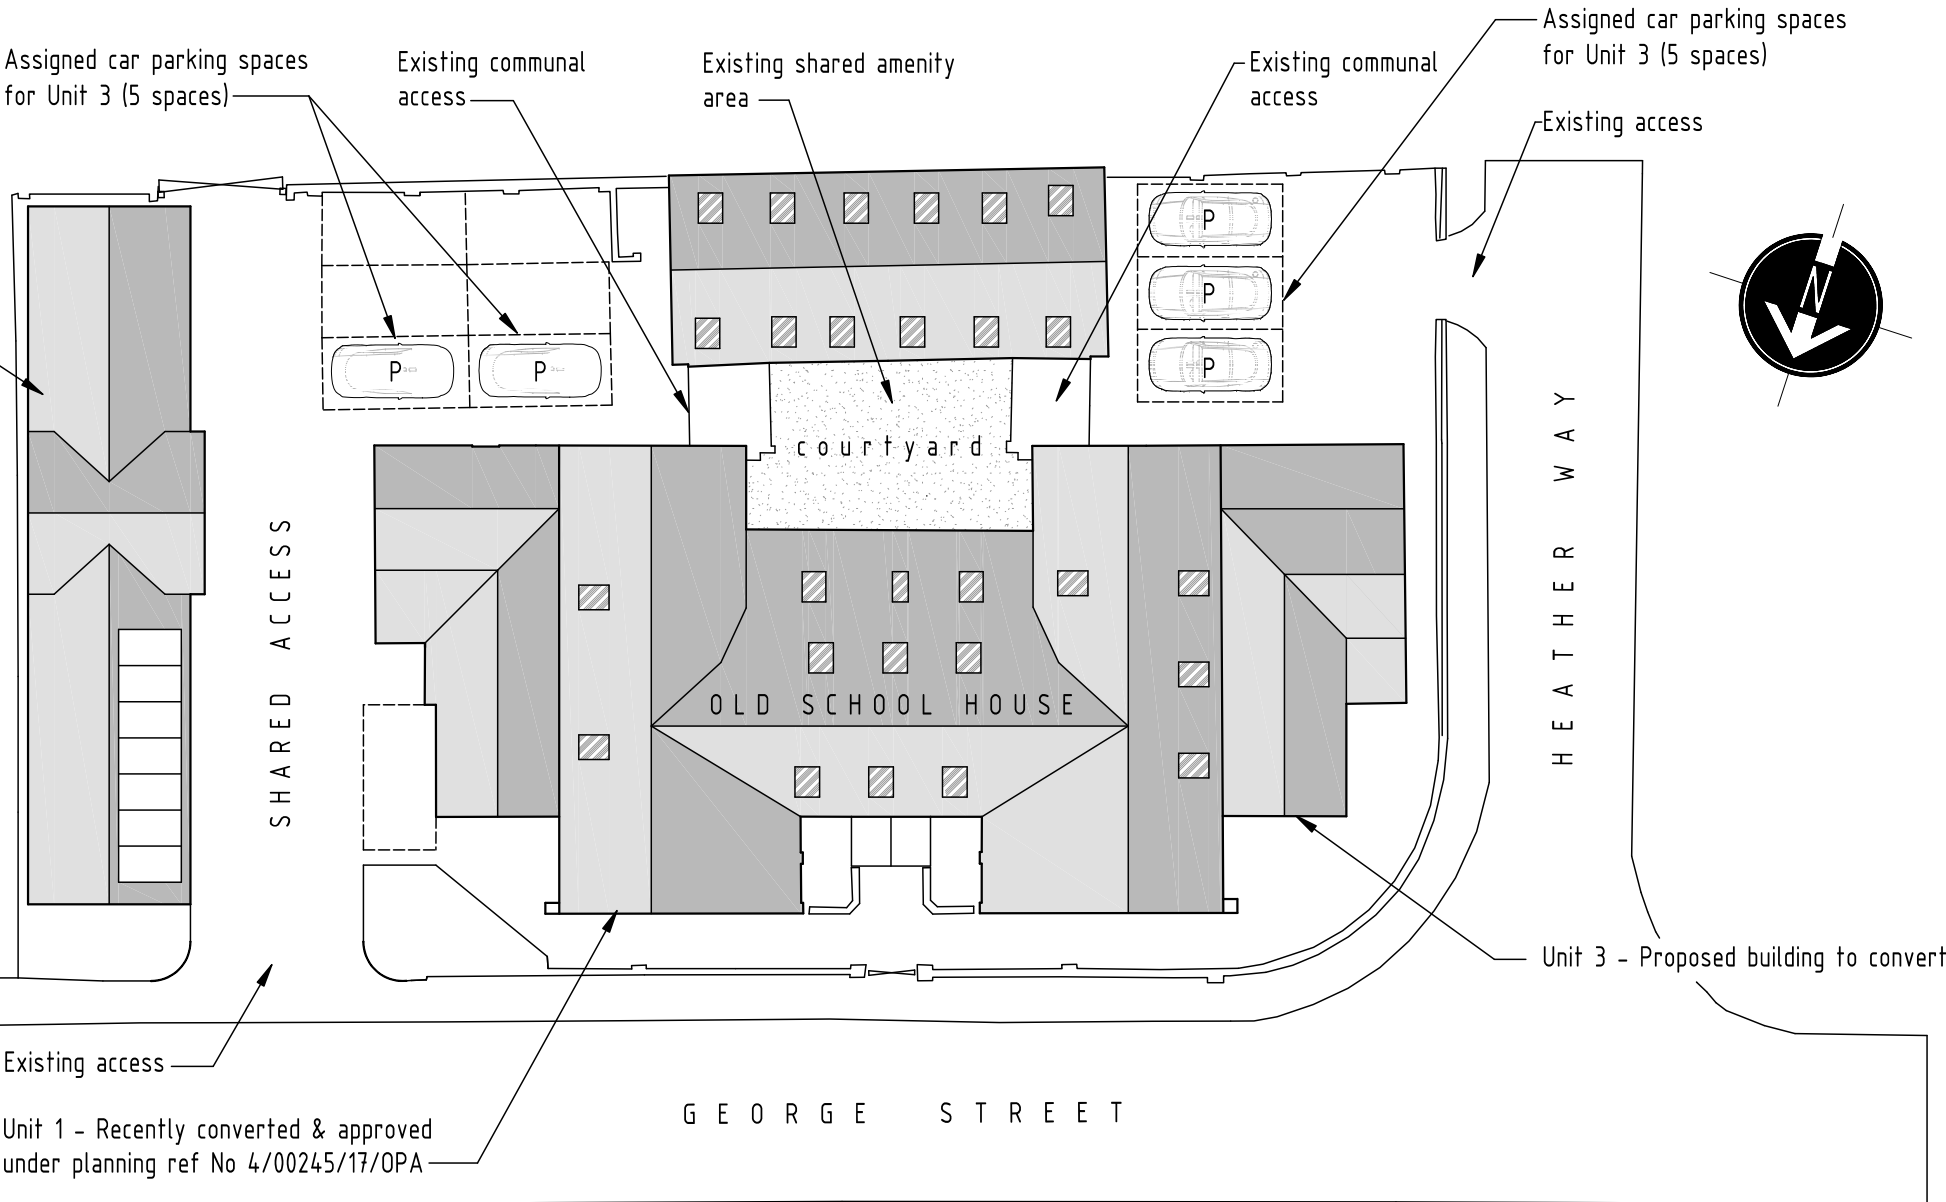 Assigned car parking spaces
for Unit 3 (5 spaces)
Existing communal
access
Existing shared amenity
area
Existing communal
access
Assigned car parking spaces
for Unit 3 (5 spaces)
Existing access
P
P
P
N
P
P
courtyard
SHARED ACCESS
HEATHER WAY
OLD SCHOOL HOUSE
Unit 3 - Proposed building to convert
Existing access
GEORGE STREET
Unit 1 - Recently converted & approved
under planning ref No 4/00245/17/OPA